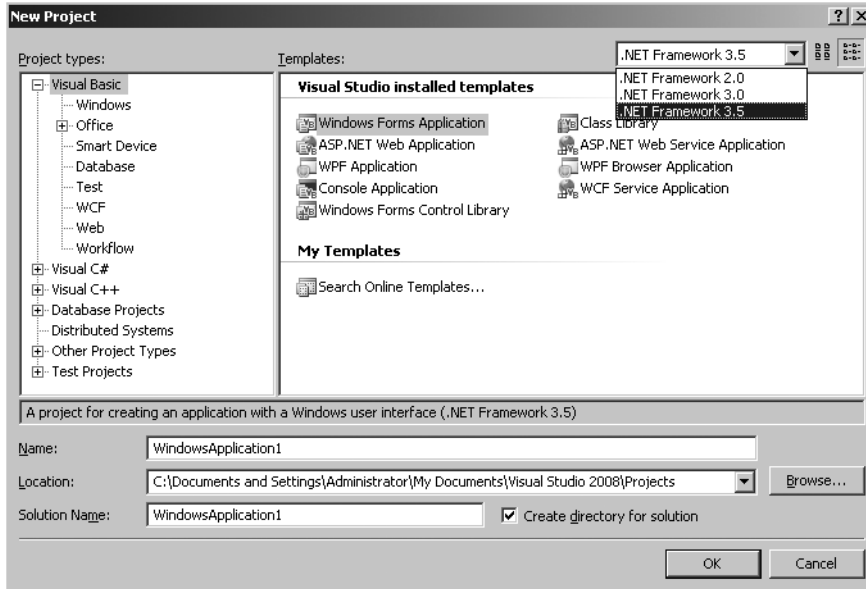 New Project
Project types:
Templates:
.NET Framework 3.5
.NET Framework 2.0
.NET Framework 3.0
.NET Framework 3.5
Visual Basic
Windows
Office
Smart Device
Database
Test
WCF
Web
Workflow
Visual C#
Visual C++
Database Projects
Distributed Systems
Other Project Types
Test Projects
Visual Studio installed templates
Windows Forms Application
Class Library
ASP.NET Web Application
ASP.NET Web Service Application
WPF Application
WPF Browser Application
Console Application
WCF Service Application
Windows Forms Control Library
My Templates
Search Online Templates...
A project for creating an application with a Windows user interface (.NET Framework 3.5)
Name:
WindowsApplication1
Location:
C:\Documents and Settings\Administrator\My Documents\Visual Studio 2008\Projects
Browse...
Solution Name:
WindowsApplication1
Create directory for solution
OK
Cancel